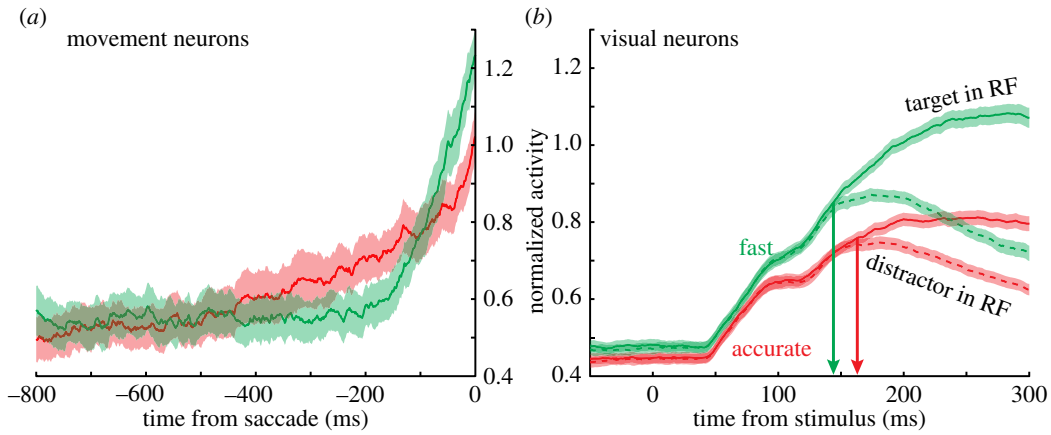 (a)
movement neurons
1.2
1.0
0.8
0.6
0.4
–800
–600
–400
–200
0
time from saccade (ms)
(b)
visual neurons
normalized activity
1.2
1.0
0.8
0.6
0.4
target in RF
fast
distractor in RF
accurate
0
100
200
300
time from stimulus (ms)